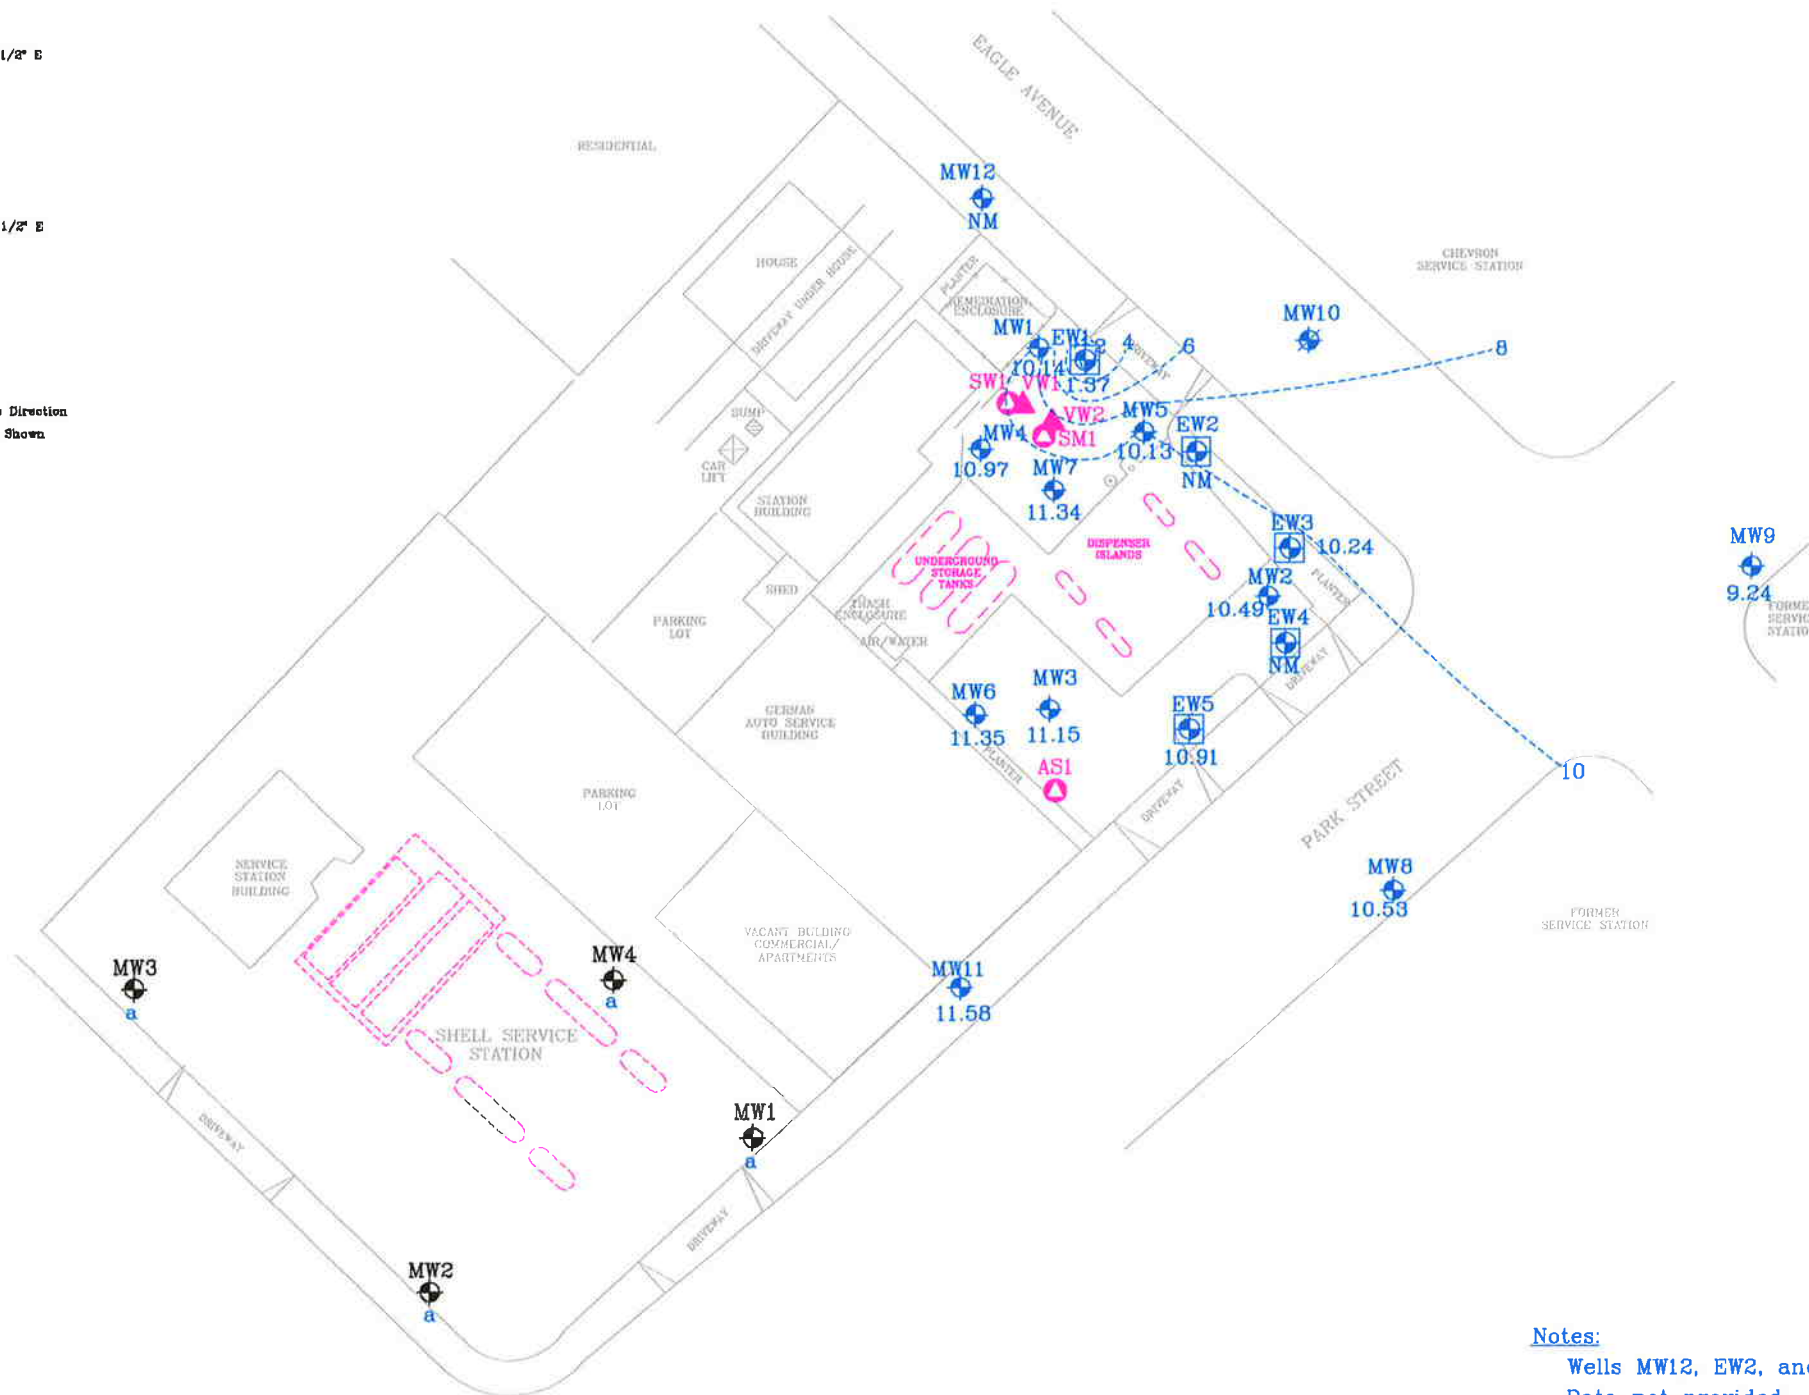 1/2" E
1/2" E
Direction
Shown
EAGLE AVENUE
RESIDENTIAL
MW12
NM
CHEVRON
SERVICE STATION
HOUSE
DRIVEWAY UNDER HOUSE
PLANTER
REMEDIATION
ENCLOSURE
MW10
MW1
10.14
EW1
1.37
2
4
6
8
DRIVEWAY
SW1
VW1
VW2
SM1
MW5
10.13
EW2
NM
MW4
10.97
MW7
11.34
SUMP
CAR
LIFT
STATION
BUILDING
UNDERGROUND
STORAGE
TANKS
DISPENSER
ISLANDS
EW3
10.24
MW2
10.49
PLANTER
EW4
NM
DRIVEWAY
MW9
9.24
SHED
PARKING
LOT
TRASH
ENCLOSURE
AIR/WATER
MW6
11.35
MW3
11.15
EW5
10.91
GERMAN
AUTO SERVICE
BUILDING
PLANTER
AS1
DRIVEWAY
10
PARK STREET
PARKING
LOT
SERVICE
STATION
BUILDING
MW8
10.53
FORMER
SERVICE STATION
VACANT BUILDING
COMMERCIAL/
APARTMENTS
MW11
11.58
MW3
a
MW4
a
SHELL SERVICE
STATION
MW1
a
DRIVEWAY
DRIVEWAY
MW2
a
Notes:
Wells MW12, EW2, and